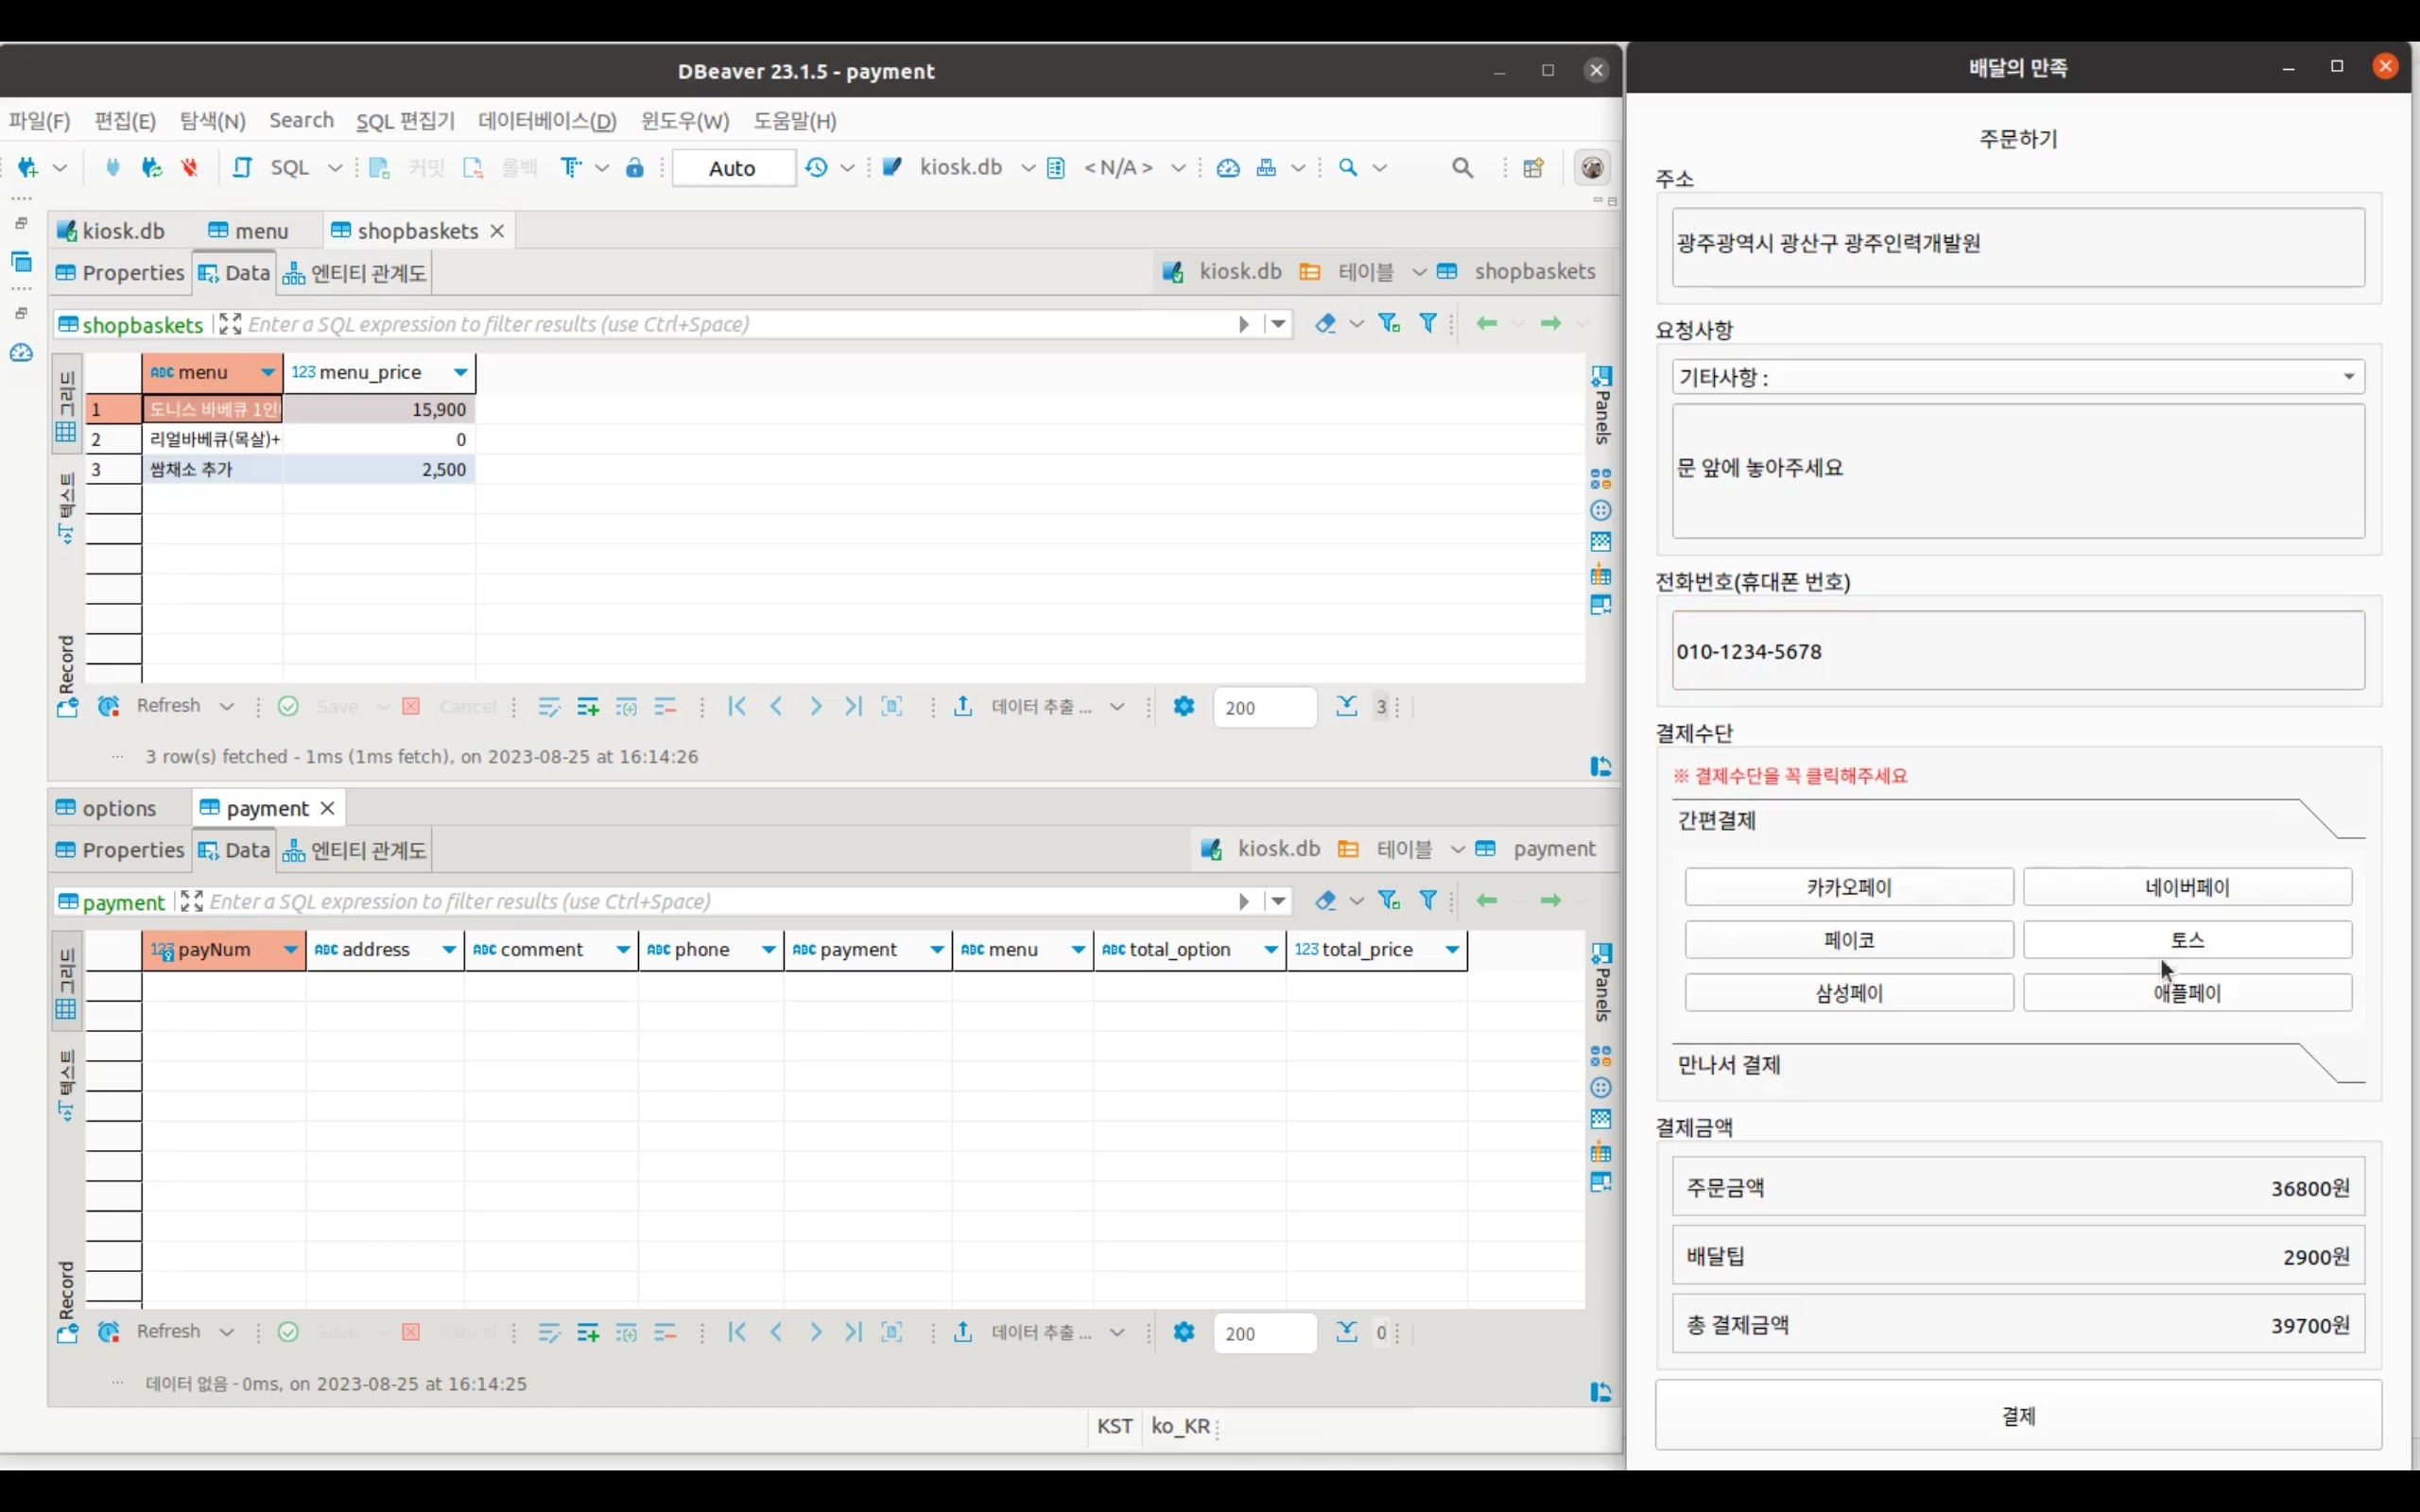 DBeaver 23.1.5 - payment
파일(F) 편집(E) 탐색(N) Search SQL 편집기 데이터베이스(D) 윈도우(W) 도움말(H)
SQL 커밋 롤백 Auto kiosk.db <N/A>
kiosk.db menu shopbaskets
Properties Data 엔티티 관계도 kiosk.db 테이블 shopbaskets
shopbaskets Enter a SQL expression to filter results (use Ctrl+Space)
그리드
텍스트
Record
Panels
ABC menu 123 menu_price
1 도니스 바베큐 1인 15,900
2 리얼바베큐(목살)+ 0
3 쌈채소 추가 2,500
Refresh Save Cancel 데이터 추출 ... 200 3
... 3 row(s) fetched - 1ms (1ms fetch), on 2023-08-25 at 16:14:26
options payment
Properties Data 엔티티 관계도 kiosk.db 테이블 payment
payment Enter a SQL expression to filter results (use Ctrl+Space)
그리드
텍스트
Record
Panels
123 payNum ABC address ABC comment ABC phone ABC payment ABC menu ABC total_option 123 total_price
Refresh Save Cancel 데이터 추출 ... 200 0
... 데이터 없음 - 0ms, on 2023-08-25 at 16:14:25
KST ko_KR
배달의 만족
주문하기
주소
광주광역시 광산구 광주인력개발원
요청사항
기타사항 :
문 앞에 놓아주세요
전화번호(휴대폰 번호)
010-1234-5678
결제수단
※ 결제수단을 꼭 클릭해주세요
간편결제
카카오페이 네이버페이
페이코 토스
삼성페이 애플페이
만나서 결제
결제금액
주문금액 36800원
배달팁 2900원
총 결제금액 39700원
결제